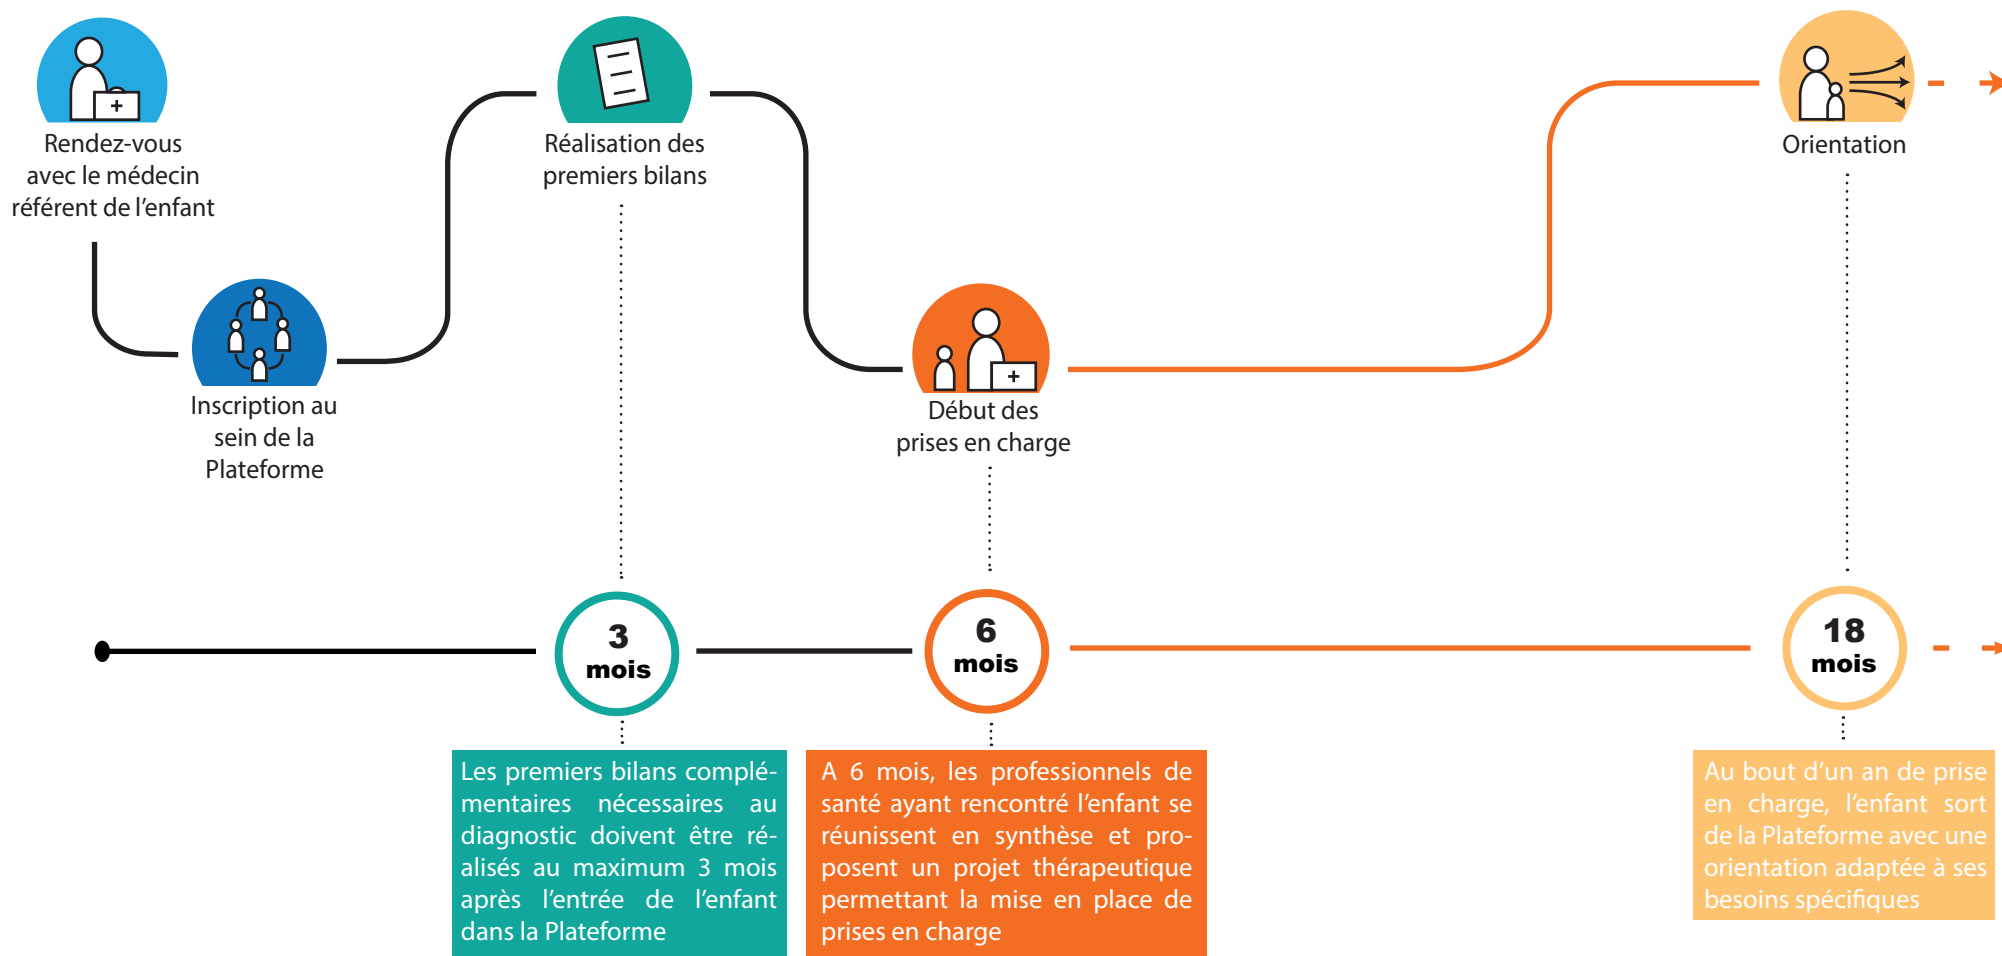 Rendez-vous
avec le médecin
référent de l'enfant
Inscription au
sein de la
Plateforme
Réalisation des
premiers bilans
Début des
prises en charge
Orientation
3
mois
6
mois
18
mois
Les premiers bilans complé-
mentaires nécessaires au
diagnostic doivent être ré-
alisés au maximum 3 mois
après l'entrée de l'enfant
dans la Plateforme
A 6 mois, les professionnels de
santé ayant rencontré l'enfant se
réunissent en synthèse et pro-
posent un projet thérapeutique
permettant la mise en place de
prises en charge
Au bout d'un an de prise
en charge, l'enfant sort
de la Plateforme avec une
orientation adaptée à ses
besoins spécifiques